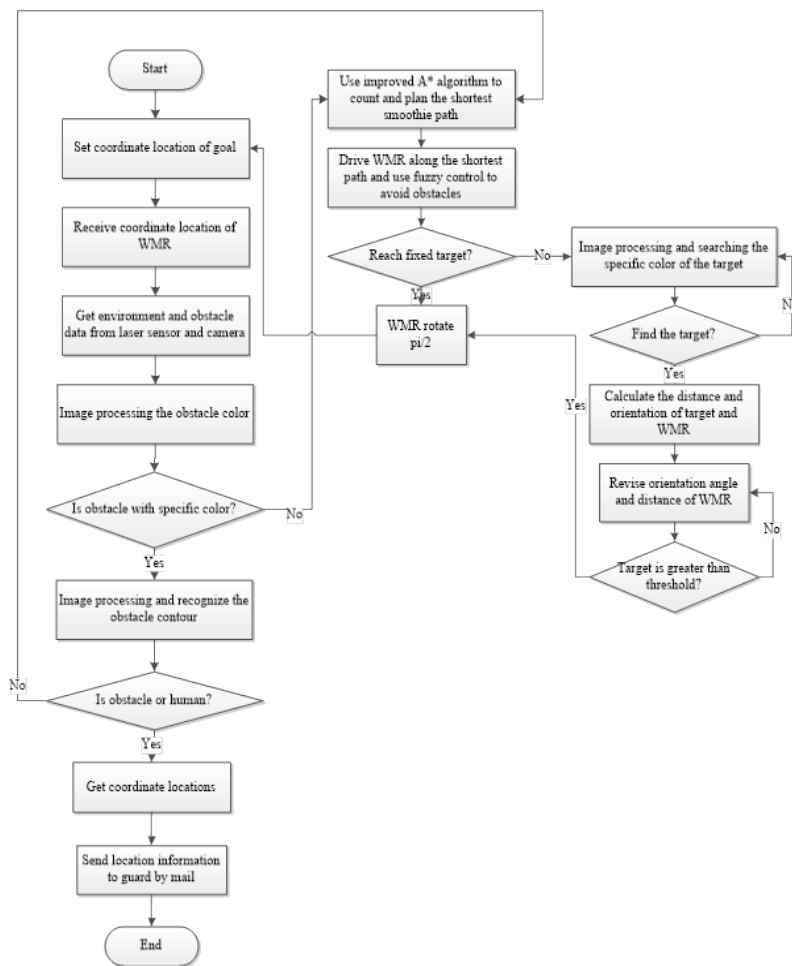 Start
Set coordinate location of goal
Receive coordinate location of
WMR
Get environment and obstacle
data from laser sensor and camera
Image processing the obstacle color
Is obstacle with specific color?
No
Yes
Image processing and recognize the
obstacle contour
Is obstacle or human?
No
Yes
Get coordinate locations
Send location information
to guard by mail
End
Use improved A* algorithm to
count and plan the shortest
smoothie path
Drive WMR along the shortest
path and use fuzzy control to
avoid obstacles
Reach fixed target?
No
Yes
WMR rotate
pi/2
Image processing and searching the
specific color of the target
Find the target?
Yes
Calculate the distance and
orientation of target and
WMR
Revise orientation angle
and distance of WMR
No
Target is greater than
threshold?
Yes